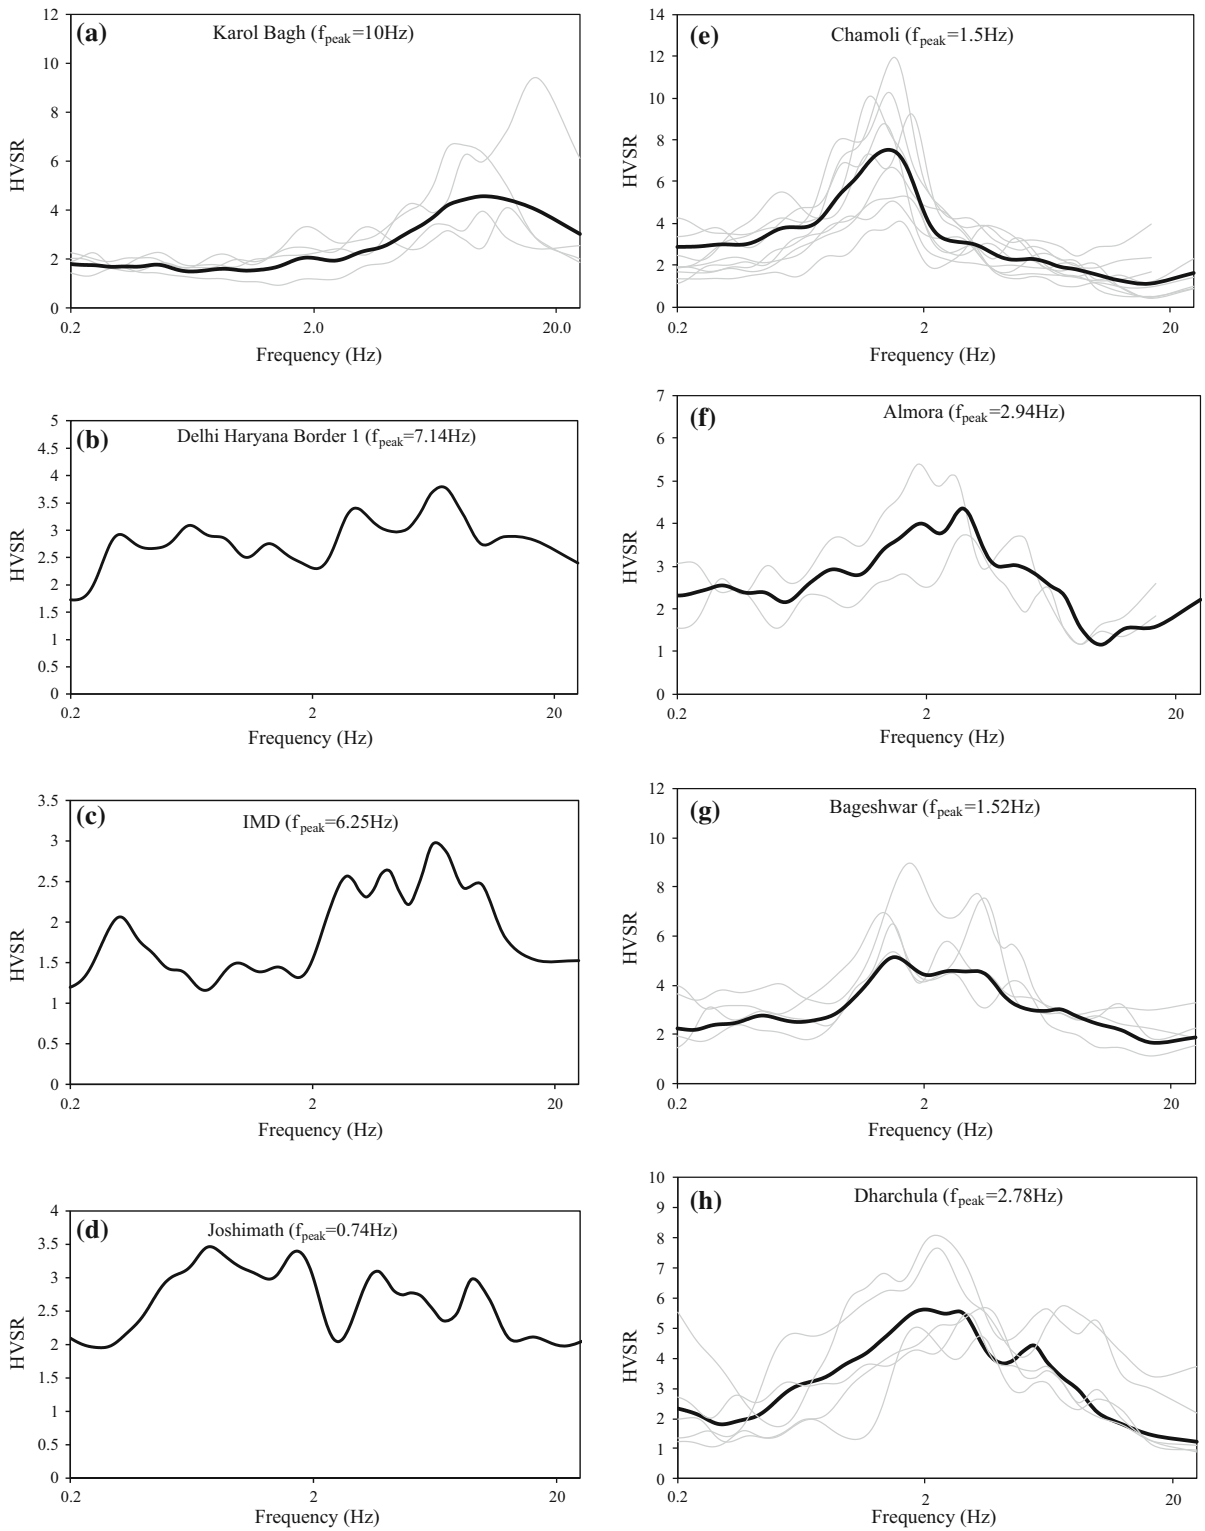 (a) Karol Bagh (fpeak=10Hz)
12
10
8
6
4
2
0
HVSR
0.2 2.0 20.0
Frequency (Hz)
(b) Delhi Haryana Border 1 (fpeak=7.14Hz)
5
4.5
4
3.5
3
2.5
2
1.5
1
0.5
0
HVSR
0.2 2 20
Frequency (Hz)
(c) IMD (fpeak=6.25Hz)
3.5
3
2.5
2
1.5
1
0.5
0
HVSR
0.2 2 20
Frequency (Hz)
(d) Joshimath (fpeak=0.74Hz)
4
3.5
3
2.5
2
1.5
1
0.5
0
HVSR
0.2 2 20
Frequency (Hz)
(e) Chamoli (fpeak=1.5Hz)
14
12
10
8
6
4
2
0
HVSR
0.2 2 20
Frequency (Hz)
(f) Almora (fpeak=2.94Hz)
7
6
5
4
3
2
1
0
HVSR
0.2 2 20
Frequency (Hz)
(g) Bageshwar (fpeak=1.52Hz)
12
10
8
6
4
2
0
HVSR
0.2 2 20
Frequency (Hz)
(h) Dharchula (fpeak=2.78Hz)
10
9
8
7
6
5
4
3
2
1
0
HVSR
0.2 2 20
Frequency (Hz)